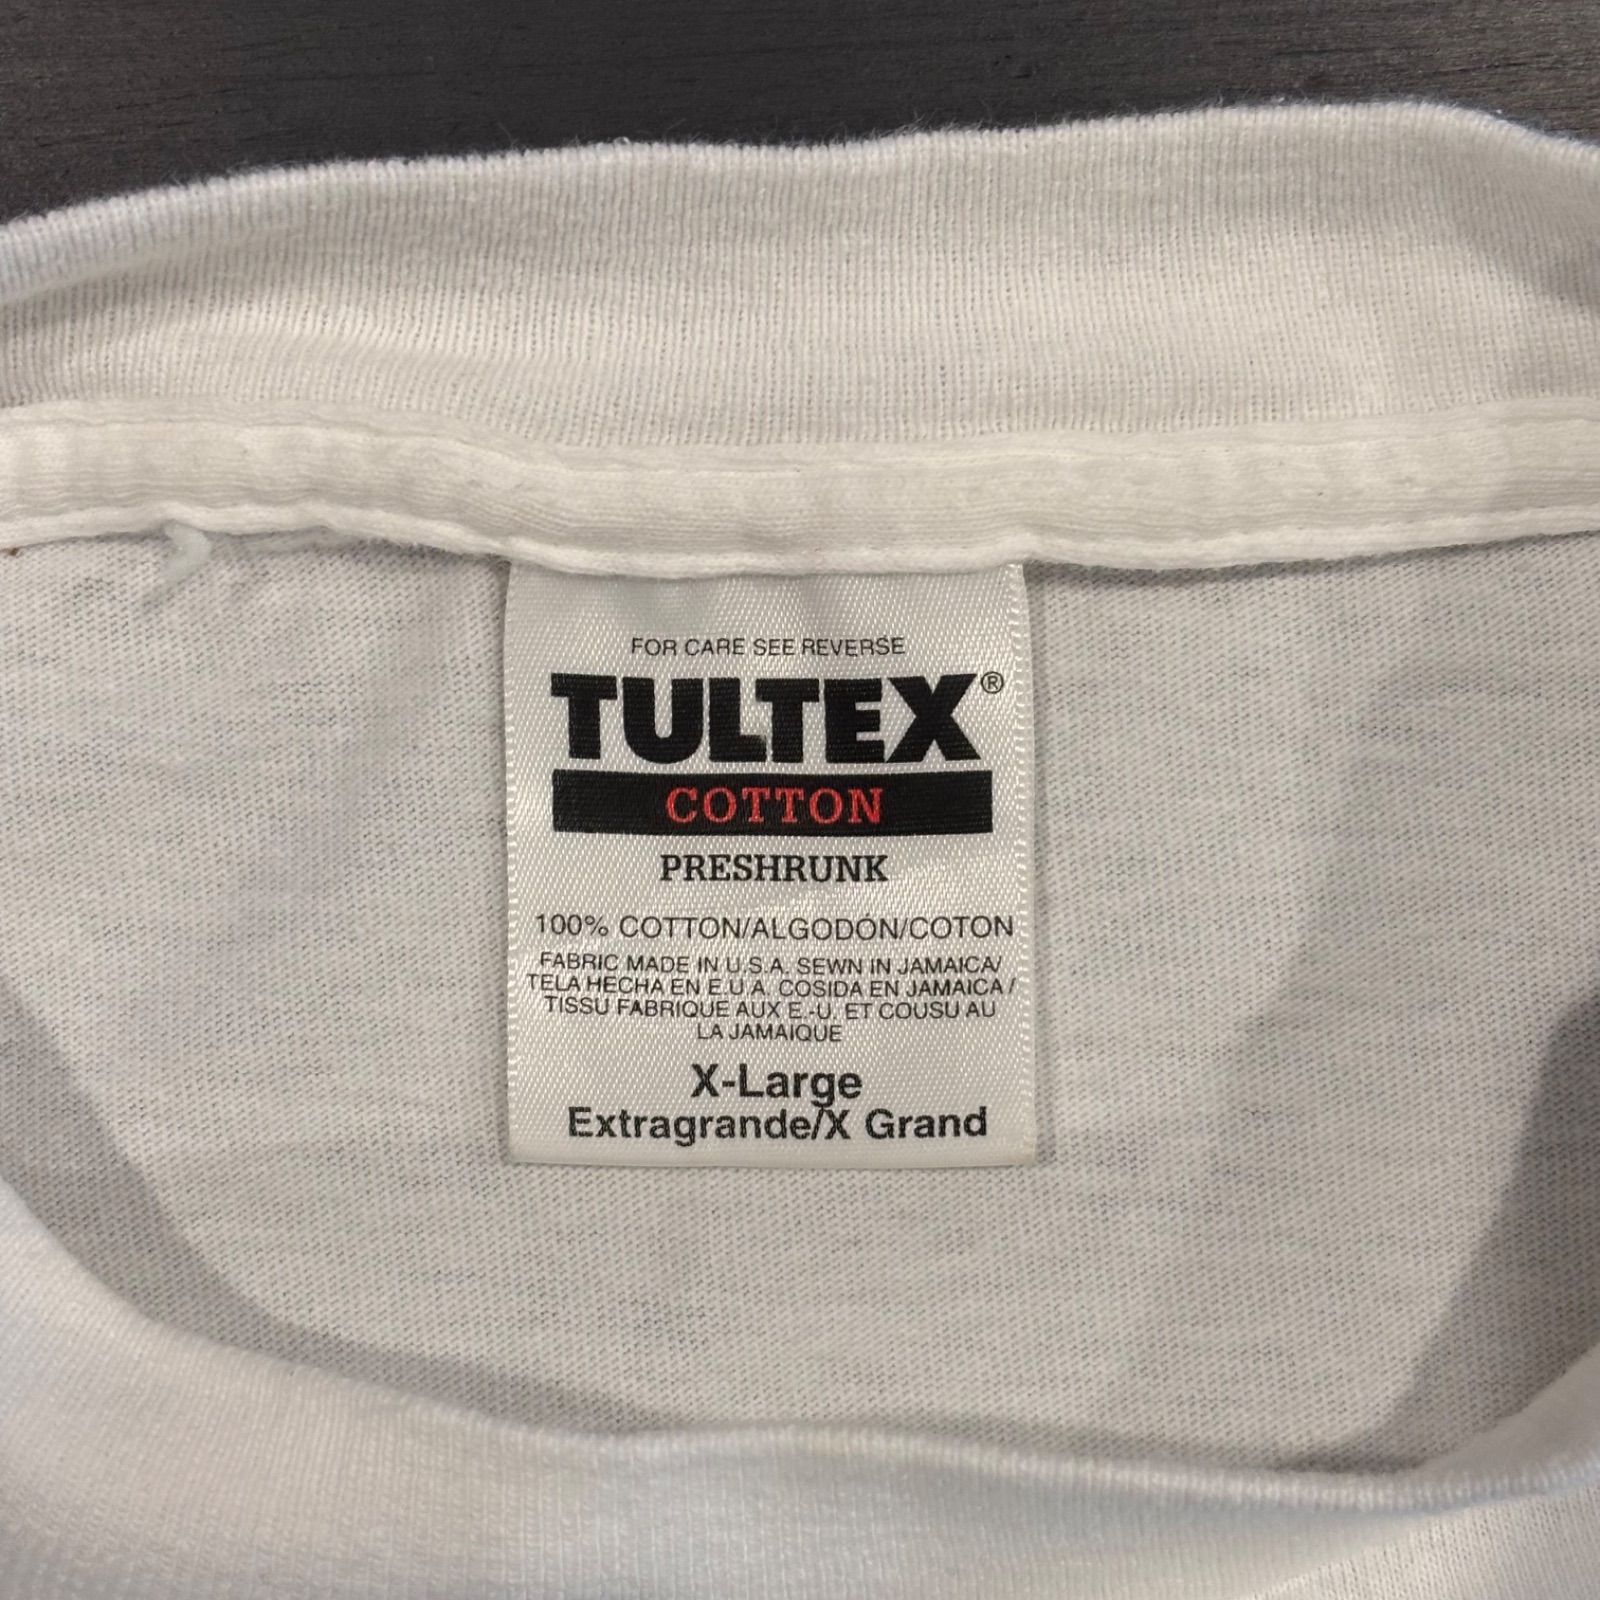 FOR CARE SEE REVERSE
TULTEX®
COTTON
PRESHRUNK
100% COTTON/ALGODÓN/COTON
FABRIC MADE IN U.S.A. SEWN IN JAMAICA/
TELA HECHA EN E.U A. COSIDA EN JAMAICA /
TISSU FABRIQUE AUX E.-U. ET COUSU AU
LA JAMAIQUE
X-Large
Extragrande/X Grand